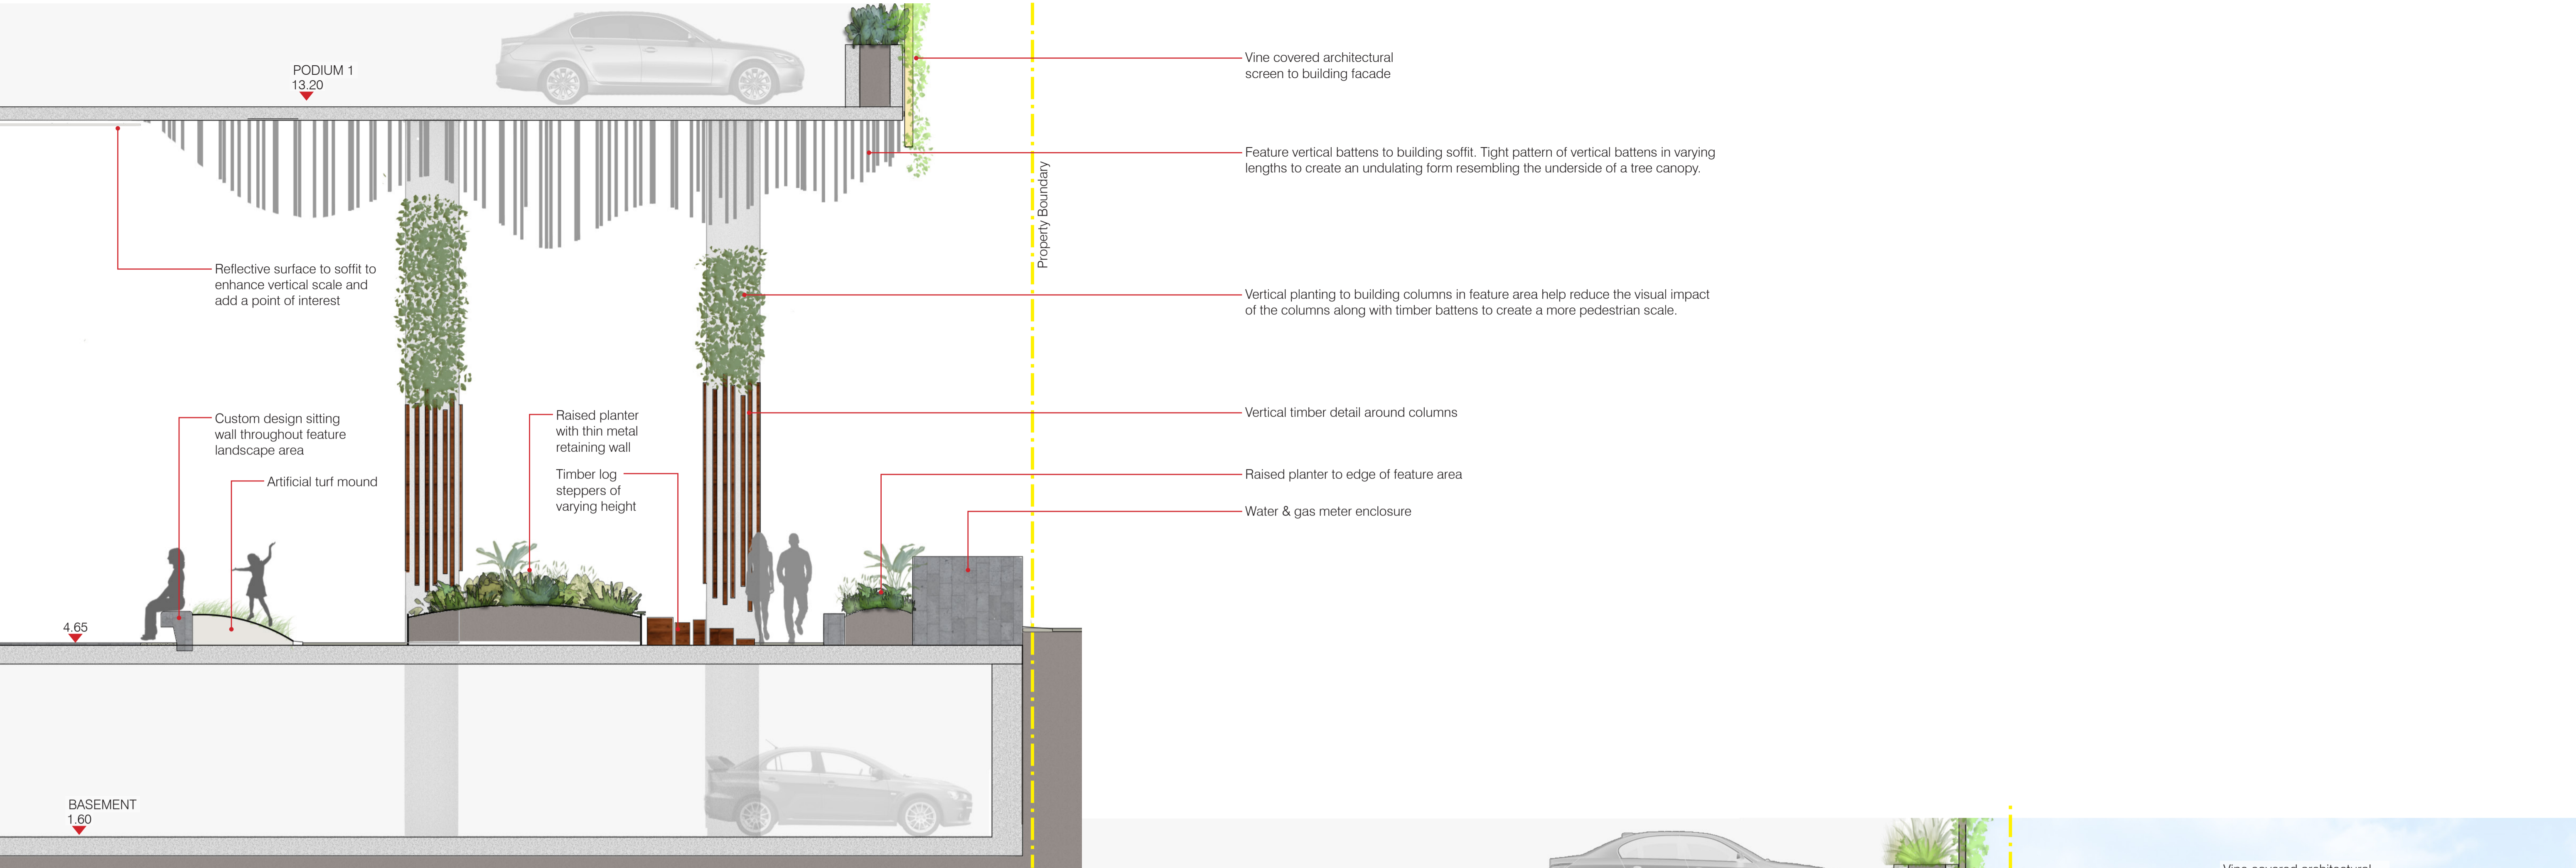 PODIUM 1
13.20
Vine covered architectural
screen to building facade
Feature vertical battens to building soffit. Tight pattern of vertical battens in varying
lengths to create an undulating form resembling the underside of a tree canopy.
Property Boundary
Reflective surface to soffit to
enhance vertical scale and
add a point of interest
Vertical planting to building columns in feature area help reduce the visual impact
of the columns along with timber battens to create a more pedestrian scale.
Custom design sitting
wall throughout feature
landscape area
Raised planter
with thin metal
retaining wall
Vertical timber detail around columns
Artificial turf mound
Timber log
steppers of
varying height
Raised planter to edge of feature area
Water & gas meter enclosure
4.65
BASEMENT
1.60
Vine covered architectural